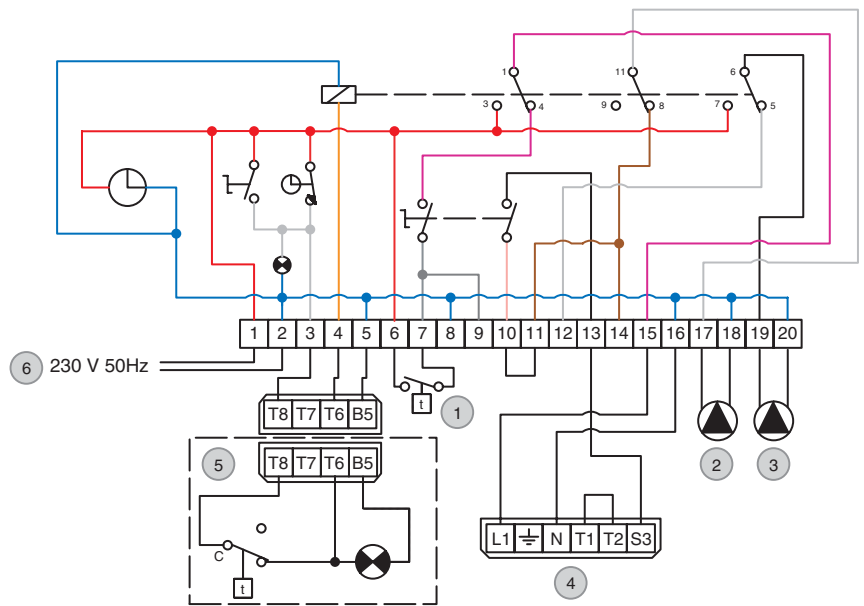 1 11 6
3 4 9 8 7 5
1 2 3 4 5 6 7 8 9 10 11 12 13 14 15 16 17 18 19 20
6 230 V 50Hz
t 1
T8 T7 T6 B5
5 2 3
T8 T7 T6 B5
L1 N T1 T2 S3
C
t 4